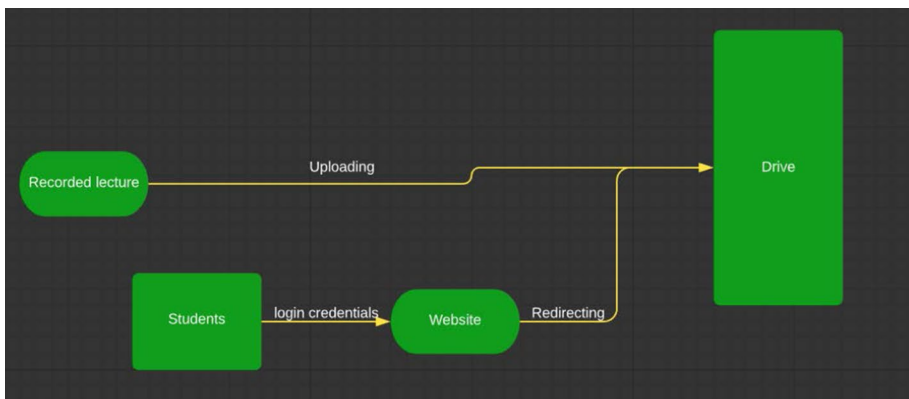 Uploading
Drive
Recorded lecture
Students
login credentials
Website
Redirecting